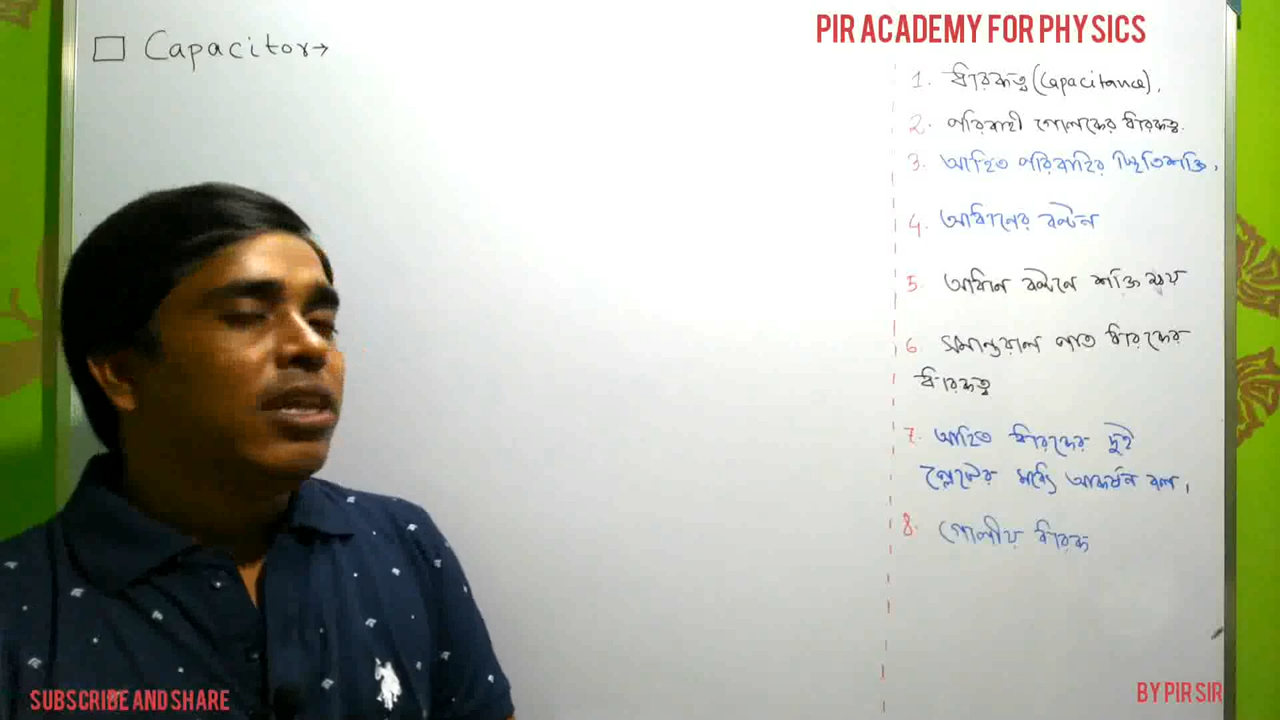 PIR ACADEMY FOR PHYSICS
□ Capacitor→
1. ধারকত্ব (Capacitance).
2. পরিবাহী গোলকের ধারকত্ব.
3. আহিত পরিবাহির স্থিতিশক্তি.
4. আধানের বন্টন
5. আধান বন্টনে শক্তি ক্ষয়
6. সমান্তরাল পাত ধারকের
ধারকত্ব
7. আহিত ধারকের দুই
প্লেটের মধ্যে আকর্ষন বল.
8. গোলীয় ধারক
SUBSCRIBE AND SHARE
BY PIR SIR